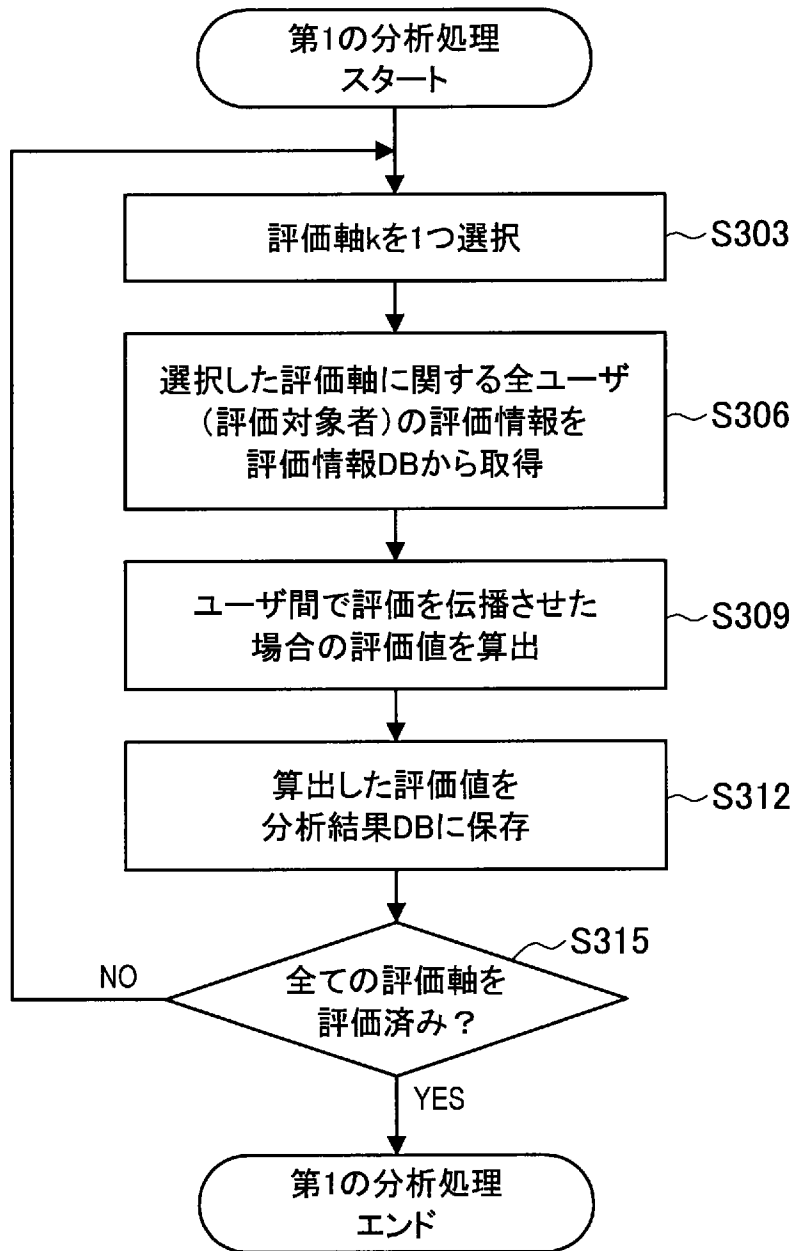 第1の分析処理
スタート
評価軸kを1つ選択
S303
選択した評価軸に関する全ユーザ
（評価対象者）の評価情報を
評価情報DBから取得
S306
ユーザ間で評価を伝播させた
場合の評価値を算出
S309
算出した評価値を
分析結果DBに保存
S312
S315
全ての評価軸を
評価済み？
NO
YES
第1の分析処理
エンド